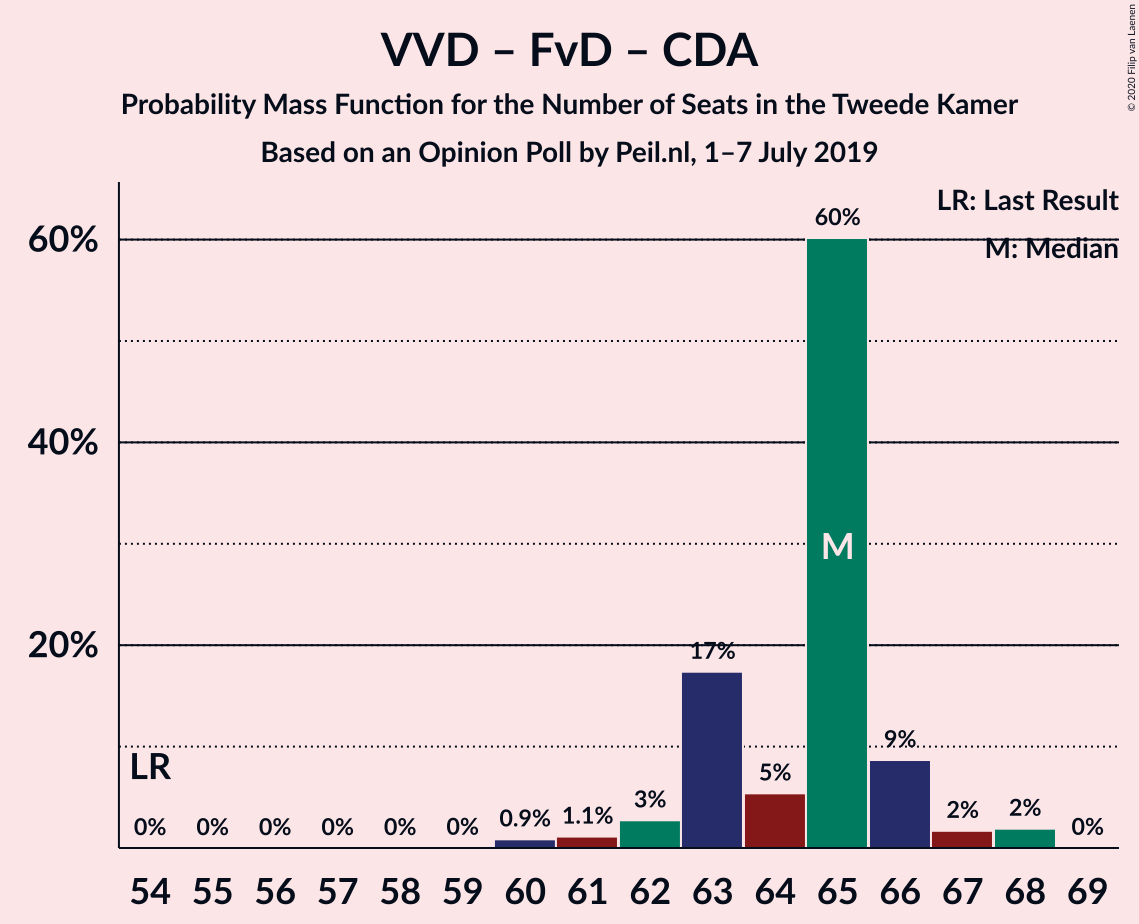 VVD – FvD – CDA
Probability Mass Function for the Number of Seats in the Tweede Kamer
Based on an Opinion Poll by Peil.nl, 1–7 July 2019
© 2020 Filip van Laenen
LR: Last Result
M: Median
60%
40%
20%
60%
M
17%
9%
5%
LR
0% 0% 0% 0% 0% 0% 0.9% 1.1% 3% 2% 2% 0%
54 55 56 57 58 59 60 61 62 63 64 65 66 67 68 69